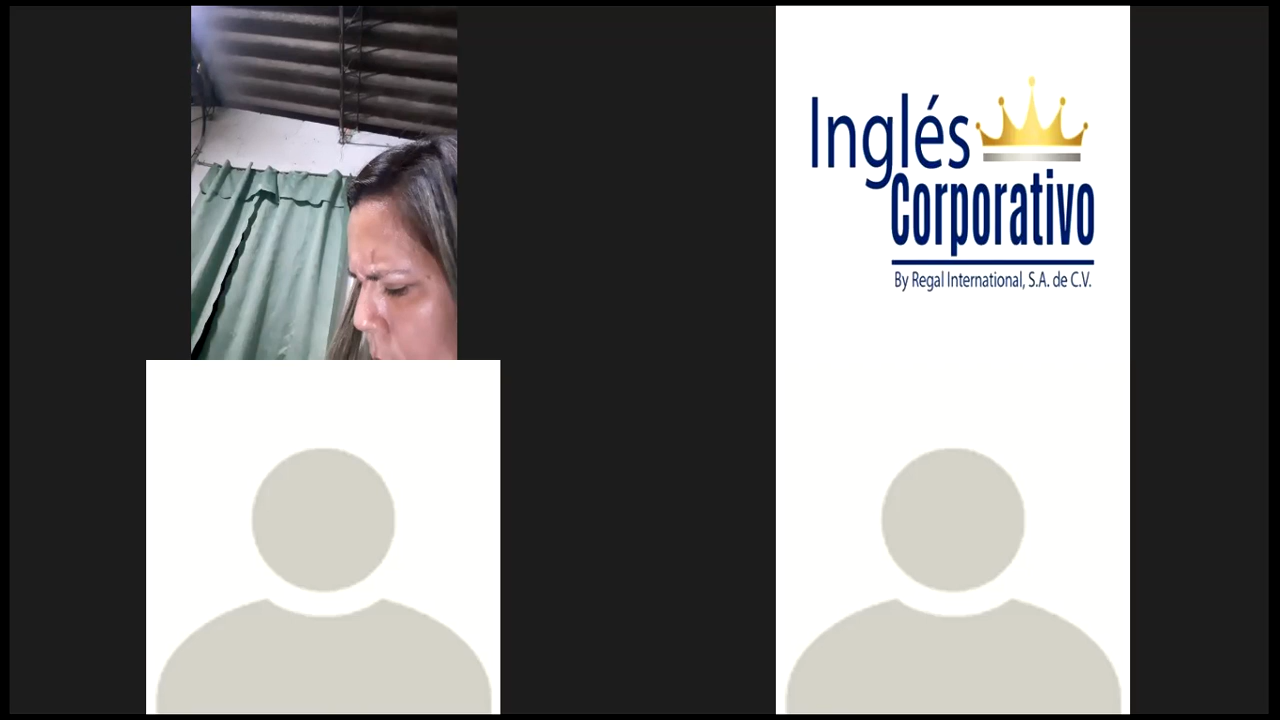 Inglés
Corporativo
By Regal International, S.A. de C.V.